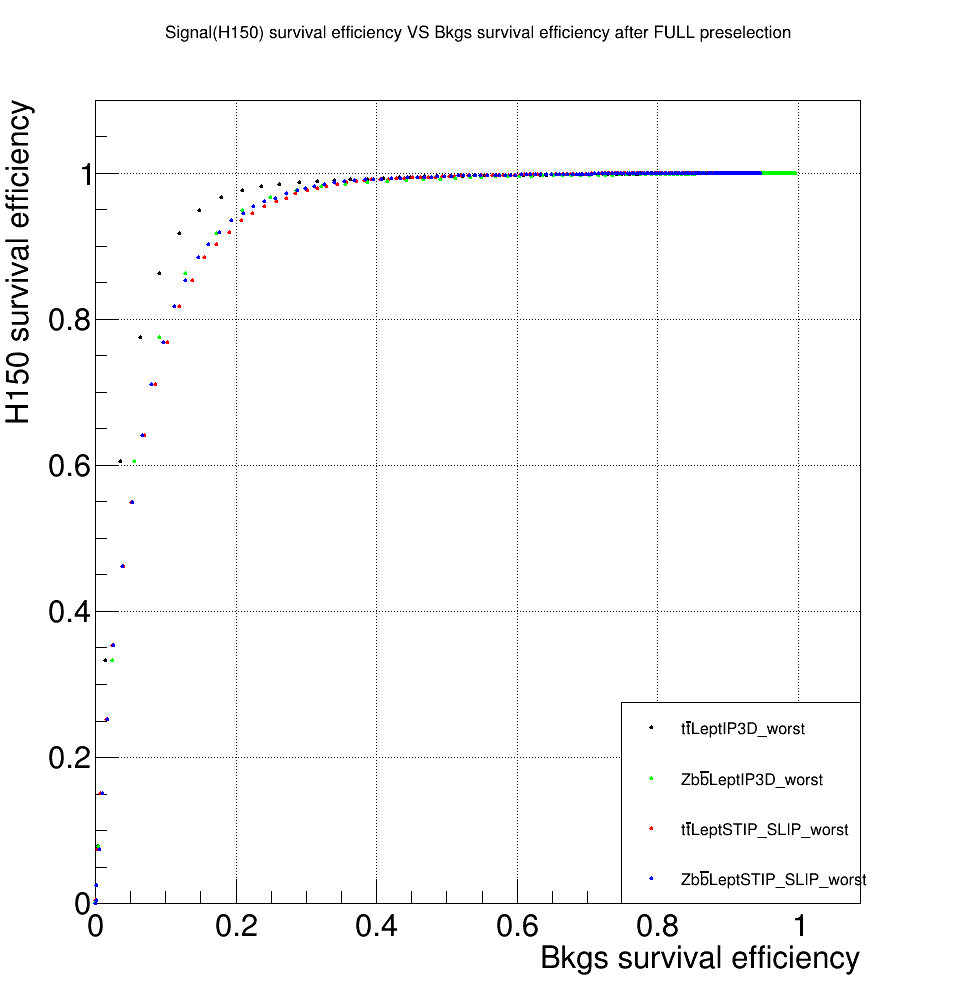 Signal(H150) survival efficiency VS Bkgs survival efficiency after FULL preselection
H150 survival efficiency
1
0.8
0.6
0.4
0.2
0
0 0.2 0.4 0.6 0.8 1
Bkgs survival efficiency
tt̅LeptIP3D_worst
Zbb̅LeptIP3D_worst
tt̅LeptSTIP_SLIP_worst
Zbb̅LeptSTIP_SLIP_worst